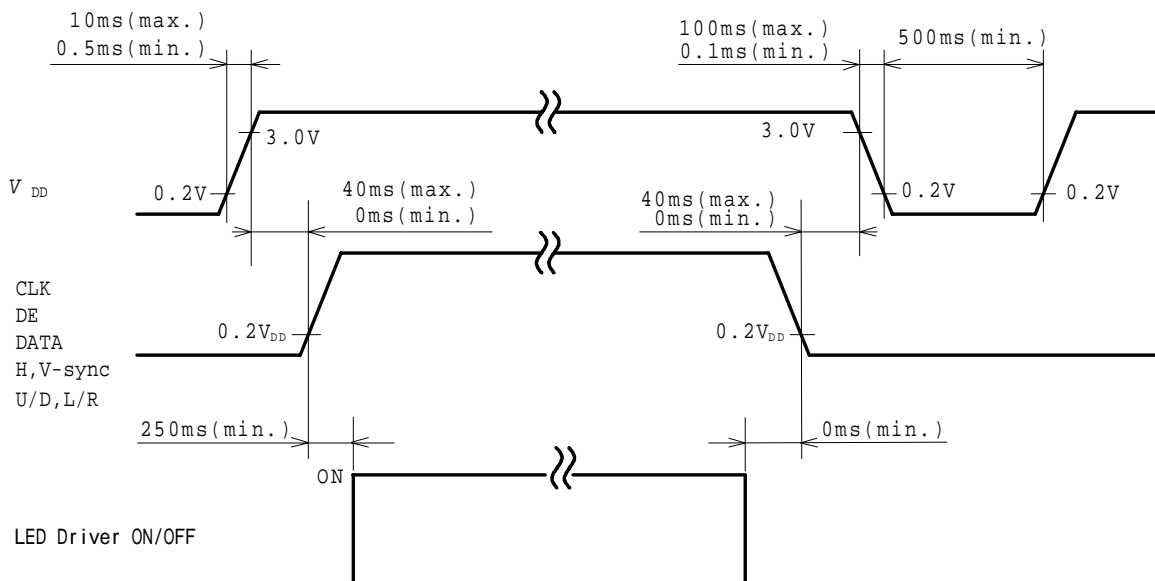 10ms(max.)
0.5ms(min.)
100ms(max.)
0.1ms(min.)
500ms(min.)
3.0V
3.0V
V DD
0.2V
0.2V
0.2V
40ms(max.)
0ms(min.)
40ms(max.)
0ms(min.)
CLK
DE
DATA
H,V-sync
U/D,L/R
0.2VDD
0.2VDD
250ms(min.)
0ms(min.)
ON
LED Driver ON/OFF